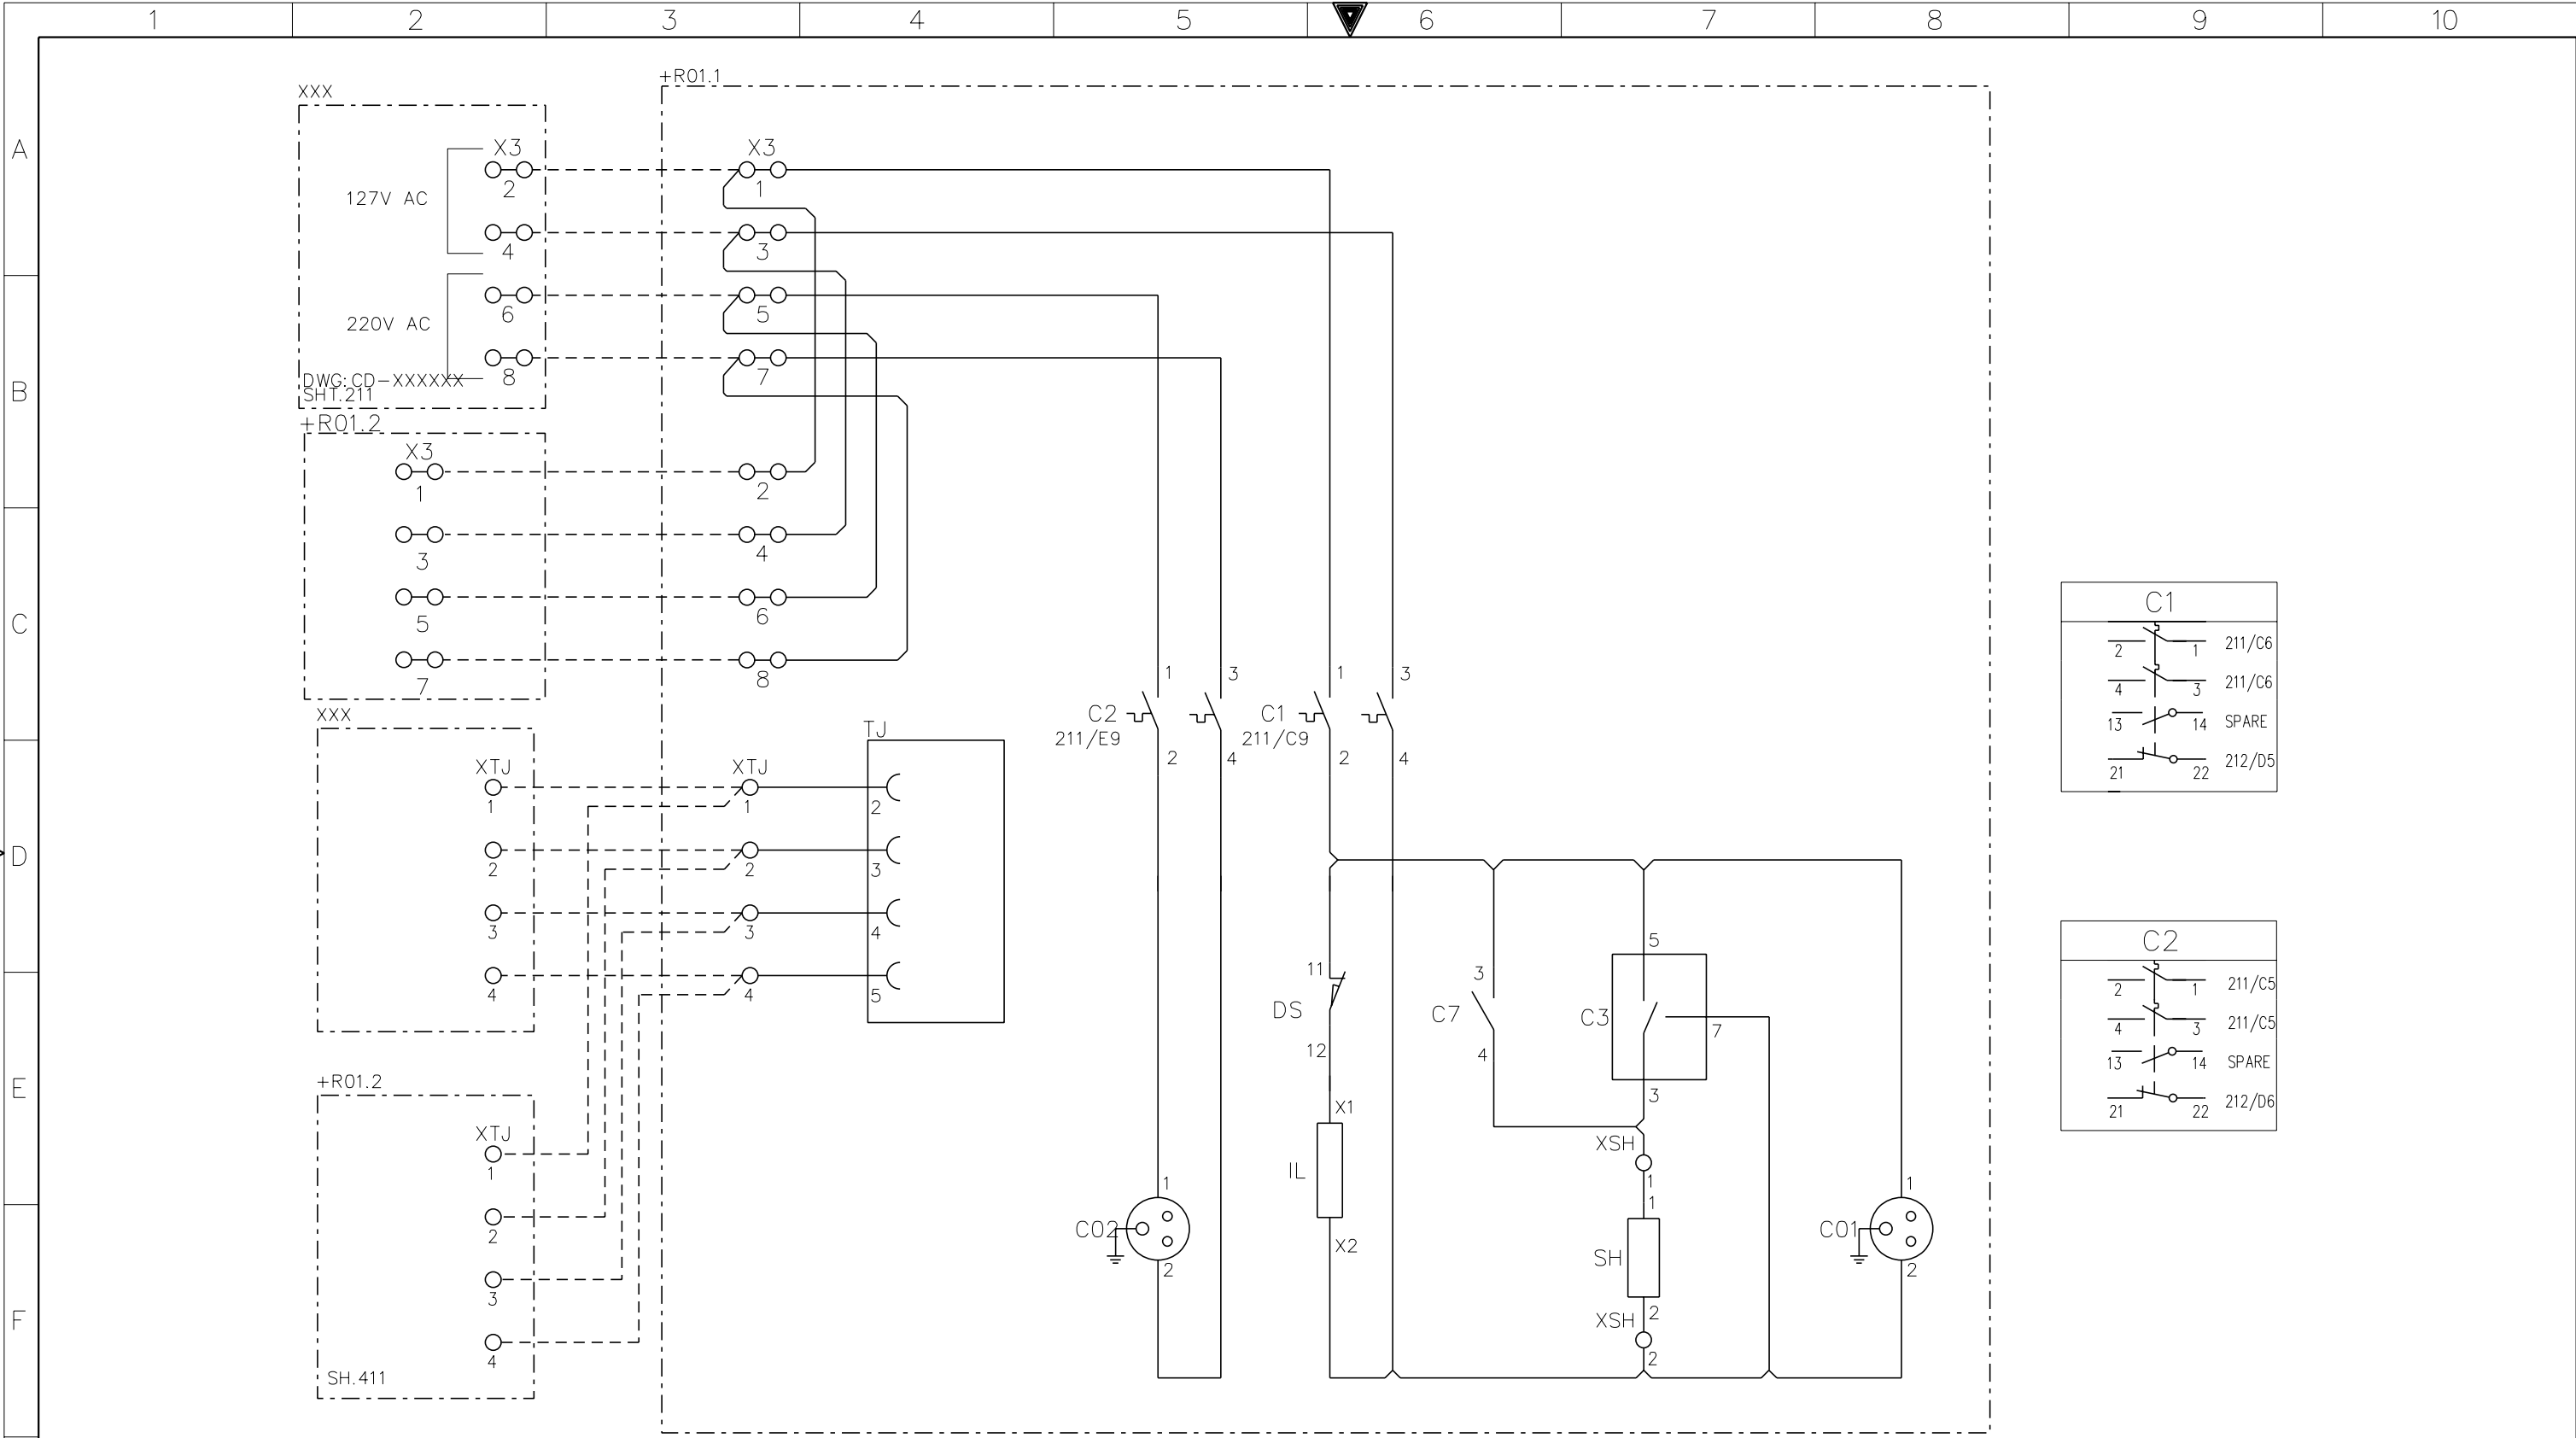 1 2 3 4 5 6 7 8 9 10
A
B
C
D
E
F
XXX
127V AC
X3
2
4
220V AC
6
8
DWG:CD-XXXXXX
SHT.211
+R01.2
X3
1
3
5
7
XXX
XTJ
1
2
3
4
+R01.2
XTJ
1
2
3
4
SH.411
+R01.1
X3
1
3
5
7
2
4
6
8
XTJ
1
2
3
4
TJ
2
3
4
5
C2
211/E9
1
2
3
4
C1
211/C9
1
2
3
4
CO2
1
2
DS
11
12
IL
X1
X2
C7
3
4
C3
5
7
3
XSH
1
1
SH
2
XSH
2
CO1
1
2
C1
2 1 211/C6
4 3 211/C6
13 14 SPARE
21 22 212/D5
C2
2 1 211/C5
4 3 211/C5
13 14 SPARE
21 22 212/D6